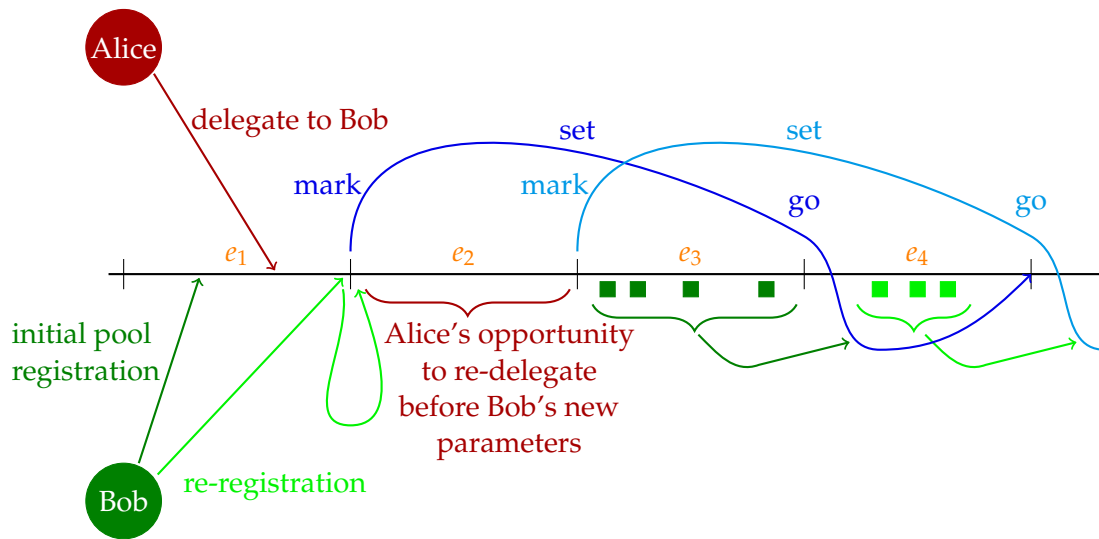 Alice
delegate to Bob
set
set
mark
mark
go
go
e1
e2
e3
e4
initial pool
registration
Alice's opportunity
to re-delegate
before Bob's new
parameters
re-registration
Bob